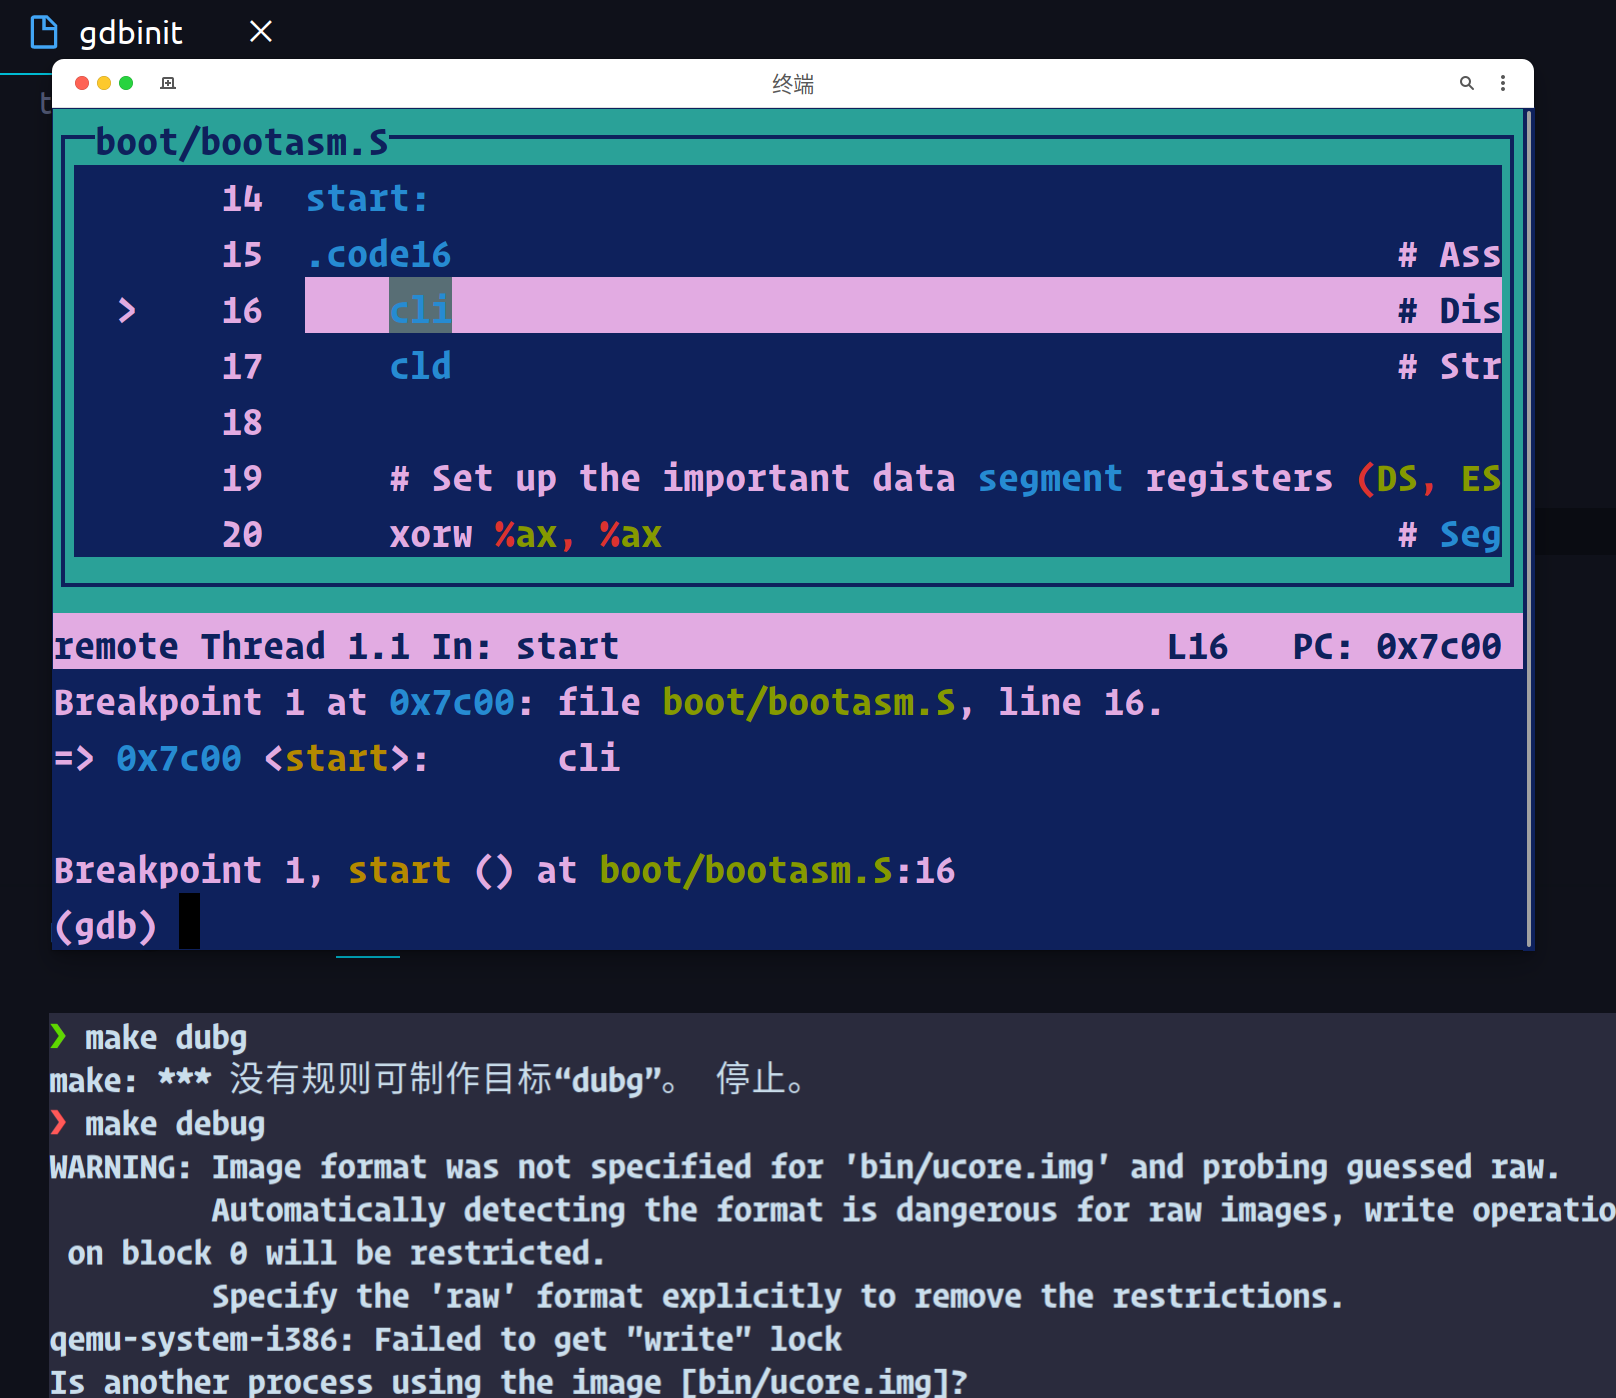 gdbinit
终端
boot/bootasm.S
14 start:
15 .code16 # Ass
> 16 cli # Dis
17 cld # Str
18
19 # Set up the important data segment registers (DS, ES
20 xorw %ax, %ax # Seg
remote Thread 1.1 In: start L16 PC: 0x7c00
Breakpoint 1 at 0x7c00: file boot/bootasm.S, line 16.
=> 0x7c00 <start>: cli
Breakpoint 1, start () at boot/bootasm.S:16
(gdb)
❯ make dubg
make: *** 没有规则可制作目标“dubg”。 停止。
❯ make debug
WARNING: Image format was not specified for 'bin/ucore.img' and probing guessed raw.
Automatically detecting the format is dangerous for raw images, write operatio
on block 0 will be restricted.
Specify the 'raw' format explicitly to remove the restrictions.
qemu-system-i386: Failed to get "write" lock
Is another process using the image [bin/ucore.img]?